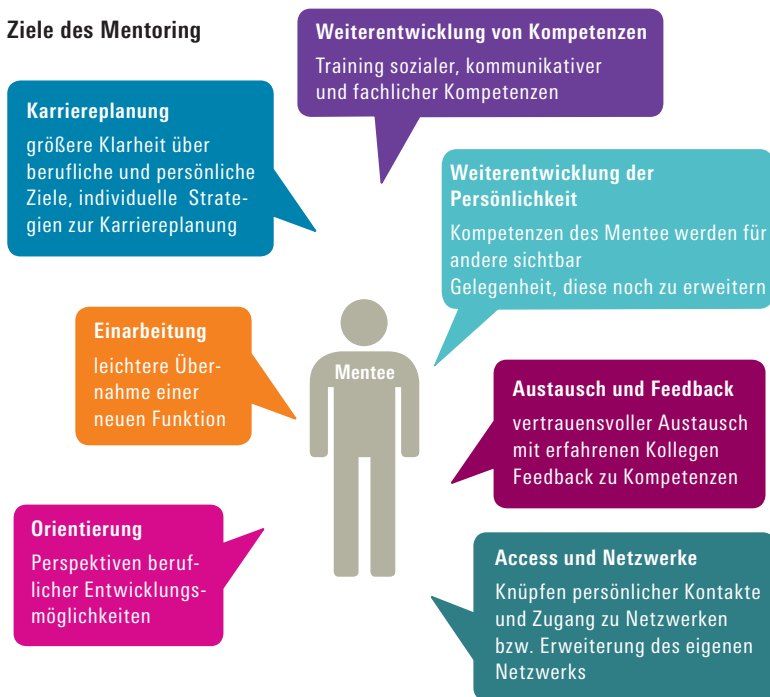 Ziele des Mentoring
Weiterentwicklung von Kompetenzen
Training sozialer, kommunikativer
und fachlicher Kompetenzen
Karriereplanung
größere Klarheit über
berufliche und persönliche
Ziele, individuelle Strate-
gien zur Karriereplanung
Weiterentwicklung der
Persönlichkeit
Kompetenzen des Mentee werden für
andere sichtbar
Gelegenheit, diese noch zu erweitern
Einarbeitung
leichtere Über-
nahme einer
neuen Funktion
Mentee
Austausch und Feedback
vertrauensvoller Austausch
mit erfahrenen Kollegen
Feedback zu Kompetenzen
Orientierung
Perspektiven beruf-
licher Entwicklungs-
möglichkeiten
Access und Netzwerke
Knüpfen persönlicher Kontakte
und Zugang zu Netzwerken
bzw. Erweiterung des eigenen
Netzwerks